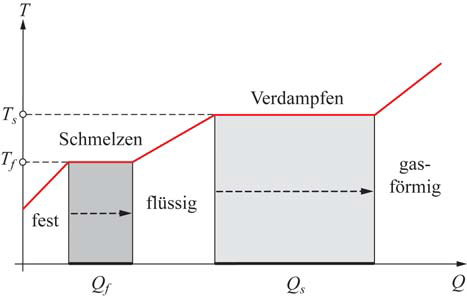 T
Verdampfen
T_s
Schmelzen
T_f
gas-
förmig
flüssig
fest
Q_f
Q_s
Q